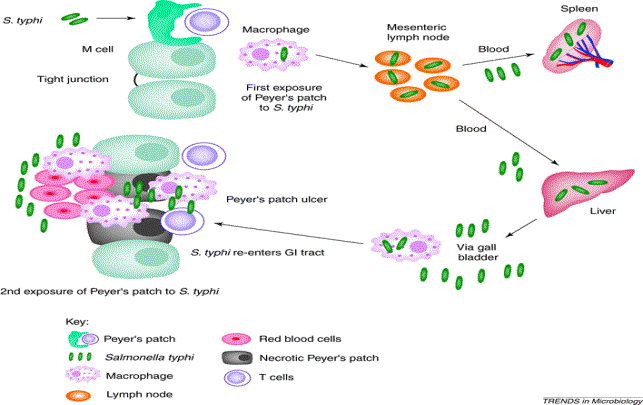 S. typhi
M cell
Tight junction
Macrophage
First exposure
of Peyer's patch
to S. typhi
Mesenteric
lymph node
Blood
Spleen
Blood
Liver
Via gall
bladder
Peyer's patch ulcer
S. typhi re-enters GI tract
2nd exposure of Peyer's patch to S. typhi
Key:
Peyer's patch
Salmonella typhi
Macrophage
Lymph node
Red blood cells
Necrotic Peyer's patch
T cells
TRENDS in Microbiology